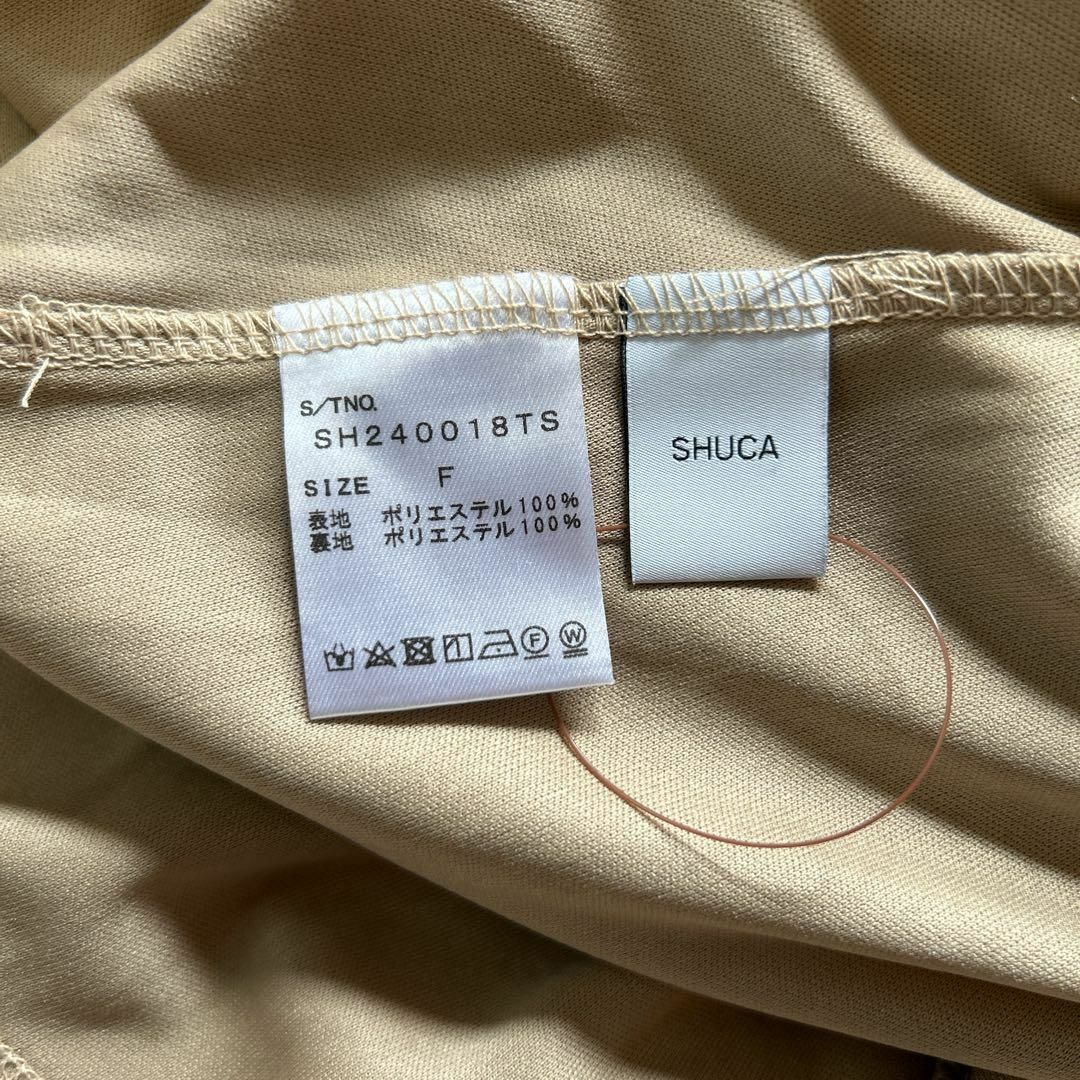 S/TNO.
SH240018TS
SIZE F
表地 ポリエステル100%
裏地 ポリエステル100%
F W
SHUCA